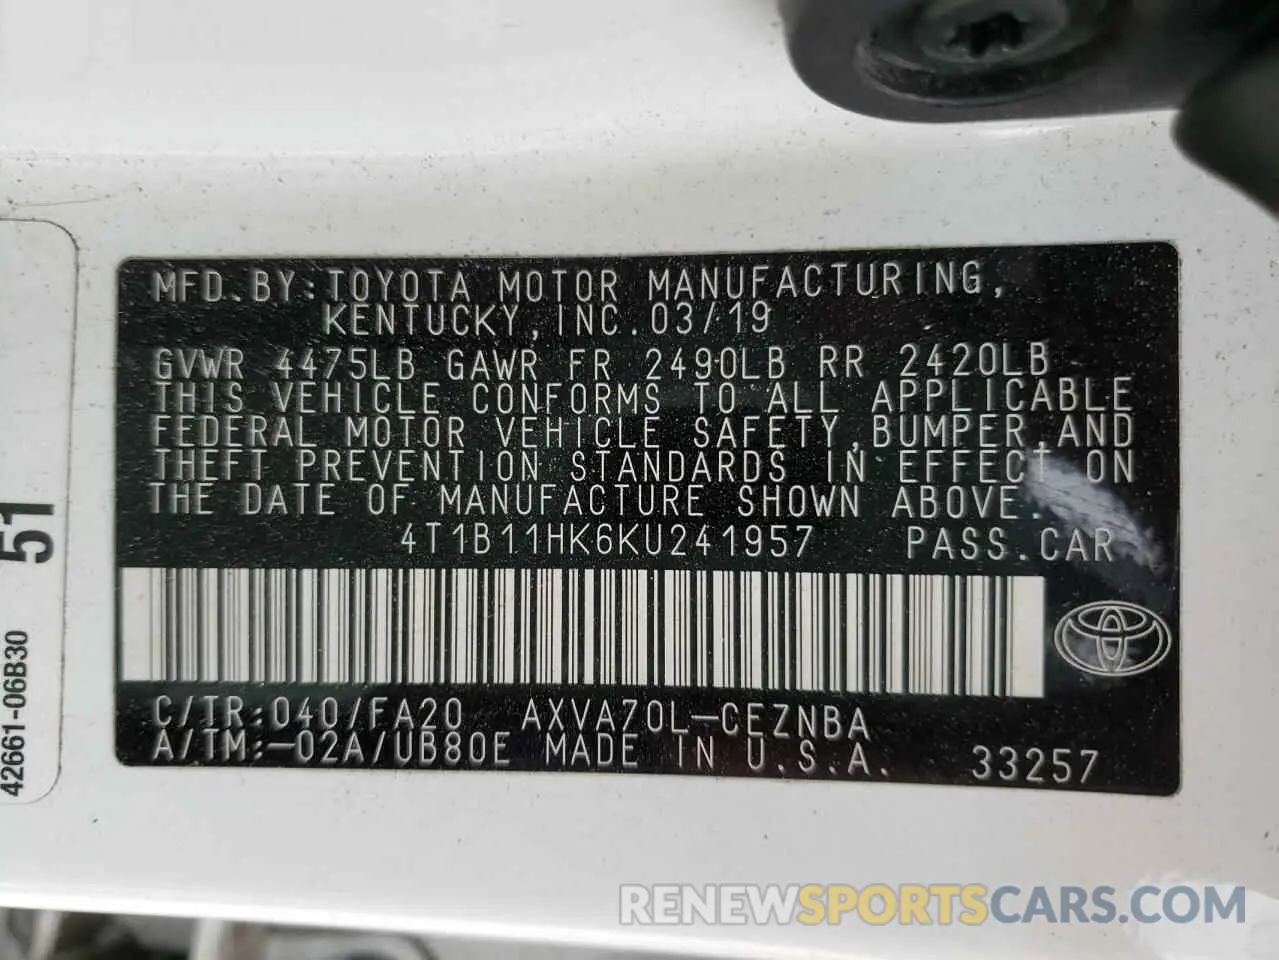 MFD.BY:TOYOTA MOTOR MANUFACTURING,
KENTUCKY,INC.03/19
GVWR 4475LB GAWR FR 2490LB RR 2420LB
THIS VEHICLE CONFORMS TO ALL APPLICABLE
FEDERAL MOTOR VEHICLE SAFETY,BUMPER,AND
THEFT PREVENTION STANDARDS IN EFFECT ON
THE DATE OF MANUFACTURE SHOWN ABOVE.
4T1B11HK6KU241957 PASS.CAR
C/TR:040/FA20 AXVA70L-CEZNBA
A/TM:-02A/UB80E MADE IN U.S.A. 33257
51
42661-06B30
RENEWSPORTSCARS.COM